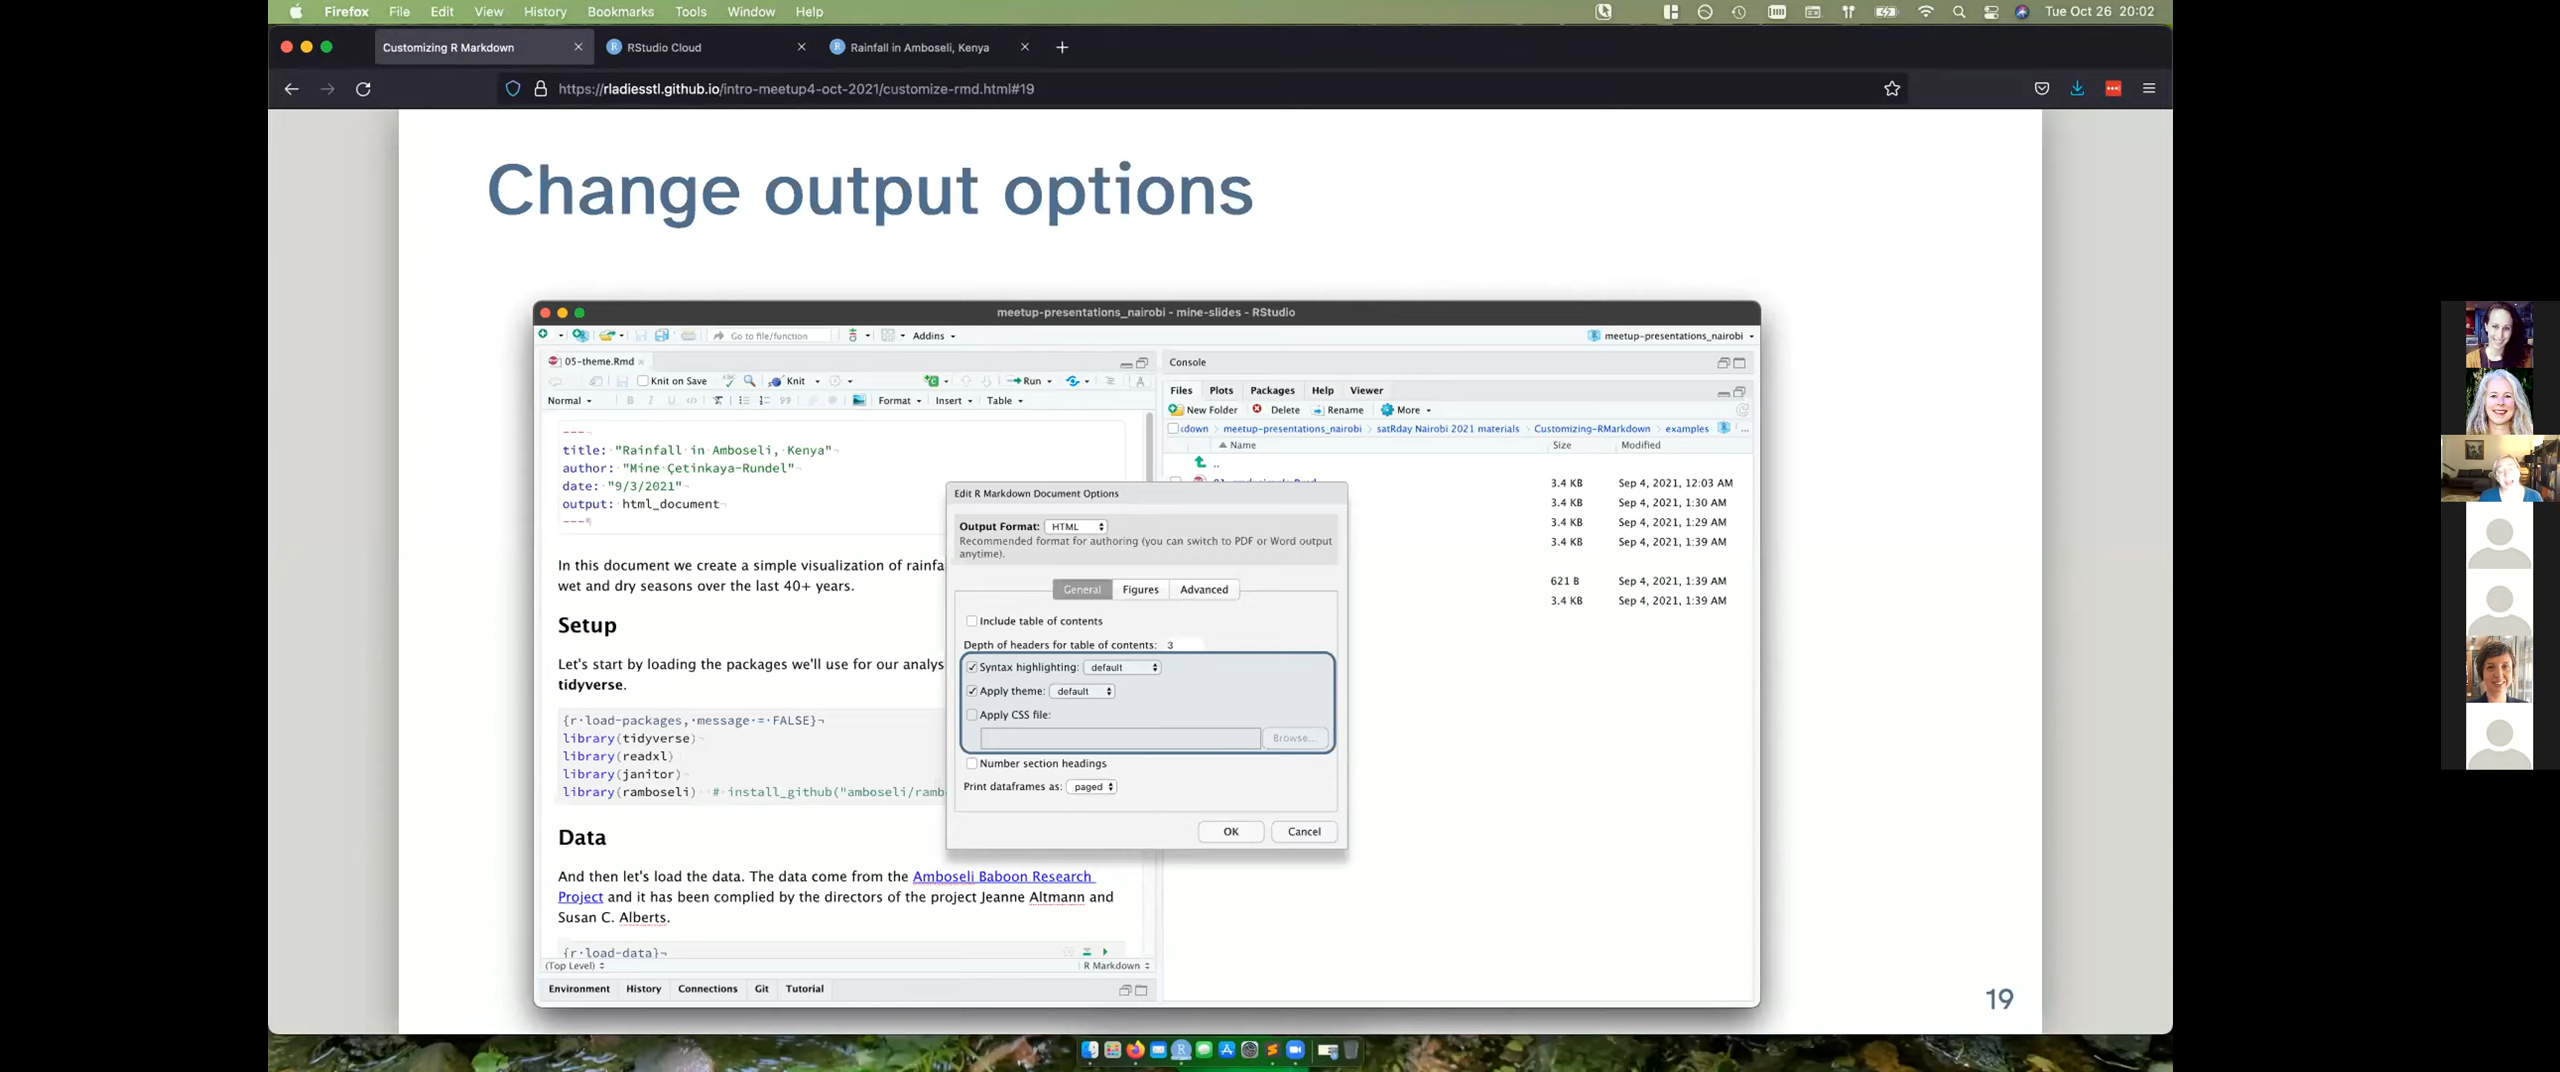 Firefox File Edit View History Bookmarks Tools Window Help Tue Oct 26 20:02
Customizing R Markdown RStudio Cloud Rainfall in Amboseli, Kenya
https://rladiesstl.github.io/intro-meetup4-oct-2021/customize-rmd.html#19
Change output options
meetup-presentations_nairobi - mine-slides - RStudio
Go to file/function Addins meetup-presentations_nairobi
05-theme.Rmd Console
Knit on Save Knit Run
Files Plots Packages Help Viewer
Normal B I U Format Insert Table
New Folder Delete Rename More
kdown meetup-presentations_nairobi satRday Nairobi 2021 materials Customizing-RMarkdown examples ...
Name Size Modified
..
---
title: "Rainfall in Amboseli, Kenya"
author: "Mine Çetinkaya-Rundel"
date: "9/3/2021"
output: html_document
---
3.4 KB Sep 4, 2021, 12:03 AM
3.4 KB Sep 4, 2021, 1:30 AM
3.4 KB Sep 4, 2021, 1:29 AM
3.4 KB Sep 4, 2021, 1:39 AM
621 B Sep 4, 2021, 1:39 AM
3.4 KB Sep 4, 2021, 1:39 AM
Edit R Markdown Document Options
Output Format: HTML
Recommended format for authoring (you can switch to PDF or Word output
anytime).
General Figures Advanced
Include table of contents
Depth of headers for table of contents: 3
Syntax highlighting: default
Apply theme: default
Apply CSS file:
Browse...
Number section headings
Print dataframes as: paged
OK Cancel
In this document we create a simple visualization of
wet and dry seasons over the last 40+ years.
Setup
Let's start by loading the packages we'll use for our
tidyverse.
{r load-packages, message = FALSE}
library(tidyverse)
library(readxl)
library(janitor)
library(ramboseli) # install_github("amboseli/ramb
Data
And then let's load the data. The data come from the Amboseli Baboon Research
Project and it has been complied by the directors of the project Jeanne Altmann and
Susan C. Alberts.
{r load-data}
(Top Level) R Markdown
Environment History Connections Git Tutorial
19